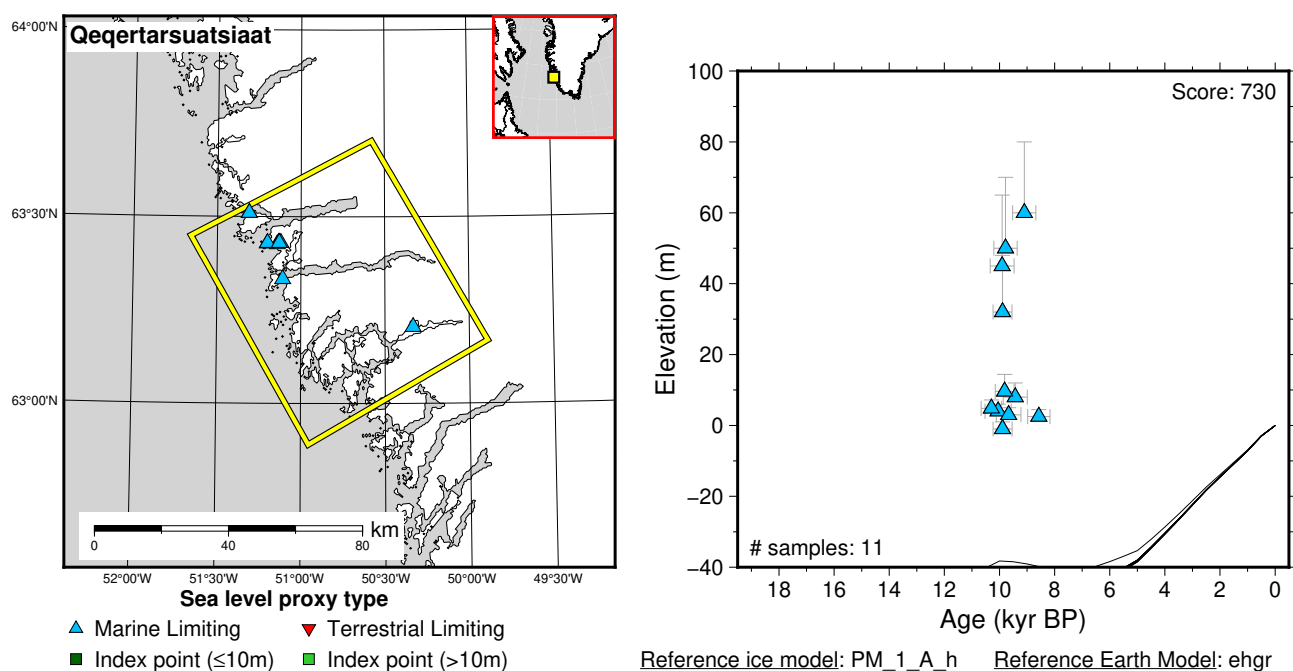 Qeqertarsuatsiaat
64°00'N
63°30'N
63°00'N
km
0 40 80
52°00'W 51°30'W 51°00'W 50°30'W 50°00'W 49°30'W
Sea level proxy type
Marine Limiting Terrestrial Limiting
Index point (≤10m) Index point (>10m)
Score: 730
100
80
60
40
20
0
−20
−40
Elevation (m)
# samples: 11
18 16 14 12 10 8 6 4 2 0
Age (kyr BP)
Reference ice model: PM_1_A_h Reference Earth Model: ehgr